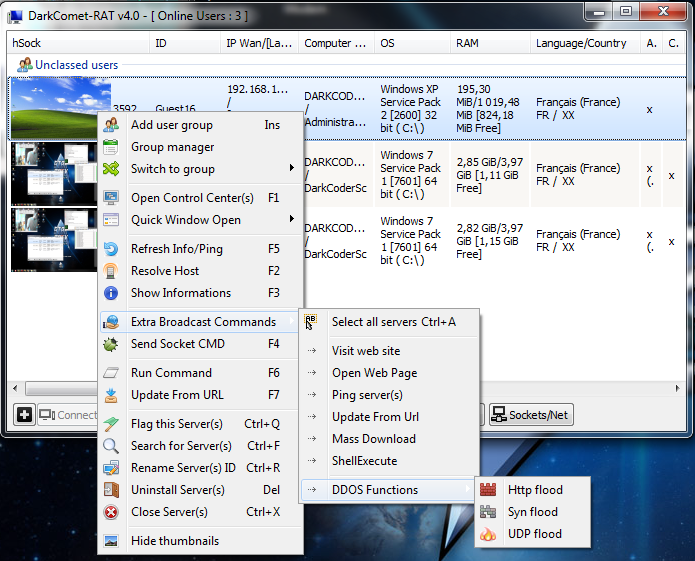 DarkComet-RAT v4.0 - [ Online Users : 3 ]
hSock ID IP Wan/[La... Computer ... OS RAM Language/Country A. C.
Unclassed users
3592 Guest16
192.168.1...
/
DARKCOD...
/
Administra...
Windows XP
Service Pack
2 [2600] 32
bit ( C:\ )
195,30
MiB/1 019,48
MiB [824,18
MiB Free]
Français (France)
FR / XX
x
DARKCOD...
/
DarkCoderSc
Windows 7
Service Pack
1 [7601] 64
bit ( C:\ )
2,85 GiB/3,97
GiB [1,11 GiB
Free]
Français (France)
FR / XX
x
(.
x
DARKCOD...
/
DarkCoderSc
Windows 7
Service Pack
1 [7601] 64
bit ( C:\ )
2,82 GiB/3,97
GiB [1,15 GiB
Free]
Français (France)
FR / XX
x
(.
x
Add user group Ins
Group manager
Switch to group
Open Control Center(s) F1
Quick Window Open
Refresh Info/Ping F5
Resolve Host F2
Show Informations F3
Extra Broadcast Commands
Send Socket CMD F4
Run Command F6
Update From URL F7
Flag this Server(s) Ctrl+Q
Search for Server(s) Ctrl+F
Rename Server(s) ID Ctrl+R
Uninstall Server(s) Del
Close Server(s) Ctrl+X
Hide thumbnails
Select all servers Ctrl+A
Visit web site
Open Web Page
Ping server(s)
Update From Url
Mass Download
ShellExecute
DDOS Functions
Http flood
Syn flood
UDP flood
Connect
Sockets/Net